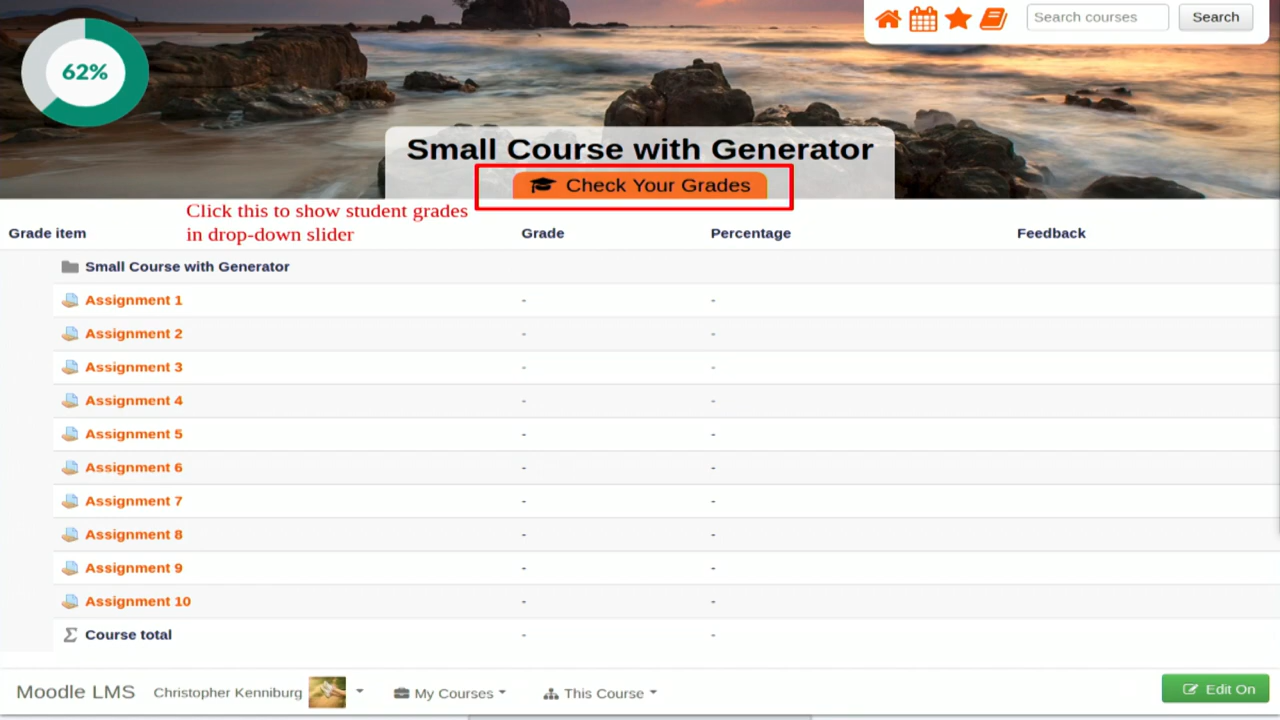 62%
Search courses
Search
Small Course with Generator
Check Your Grades
Click this to show student grades
in drop-down slider
Grade item Grade Percentage Feedback
Small Course with Generator
Assignment 1 - -
Assignment 2 - -
Assignment 3 - -
Assignment 4 - -
Assignment 5 - -
Assignment 6 - -
Assignment 7 - -
Assignment 8 - -
Assignment 9 - -
Assignment 10 - -
Σ Course total - -
Moodle LMS Christopher Kenniburg My Courses This Course Edit On